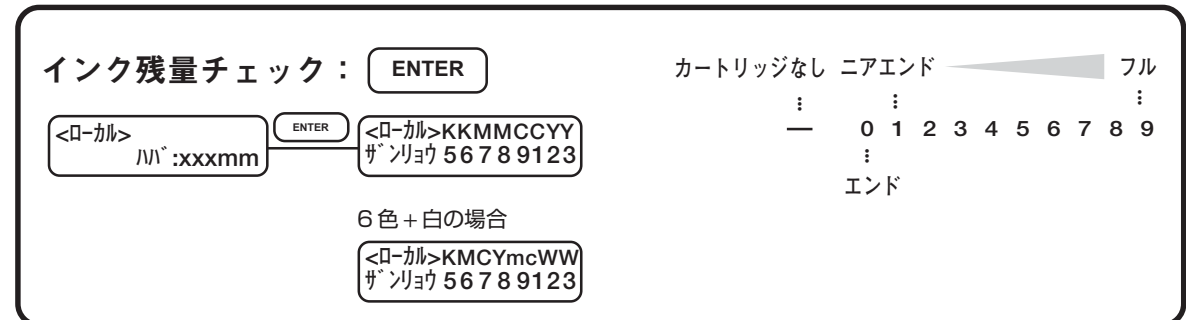 インク残量チェック： ENTER
<ﾛｰｶﾙ>
ﾊﾊﾞ:xxxmm
ENTER
<ﾛｰｶﾙ>KKMMCCYY
ｻﾞﾝﾘｮｳ 56789123
6色+白の場合
<ﾛｰｶﾙ>KMCYmcWW
ｻﾞﾝﾘｮｳ 56789123
カートリッジなし ニアエンド フル
— 0 1 2 3 4 5 6 7 8 9
エンド